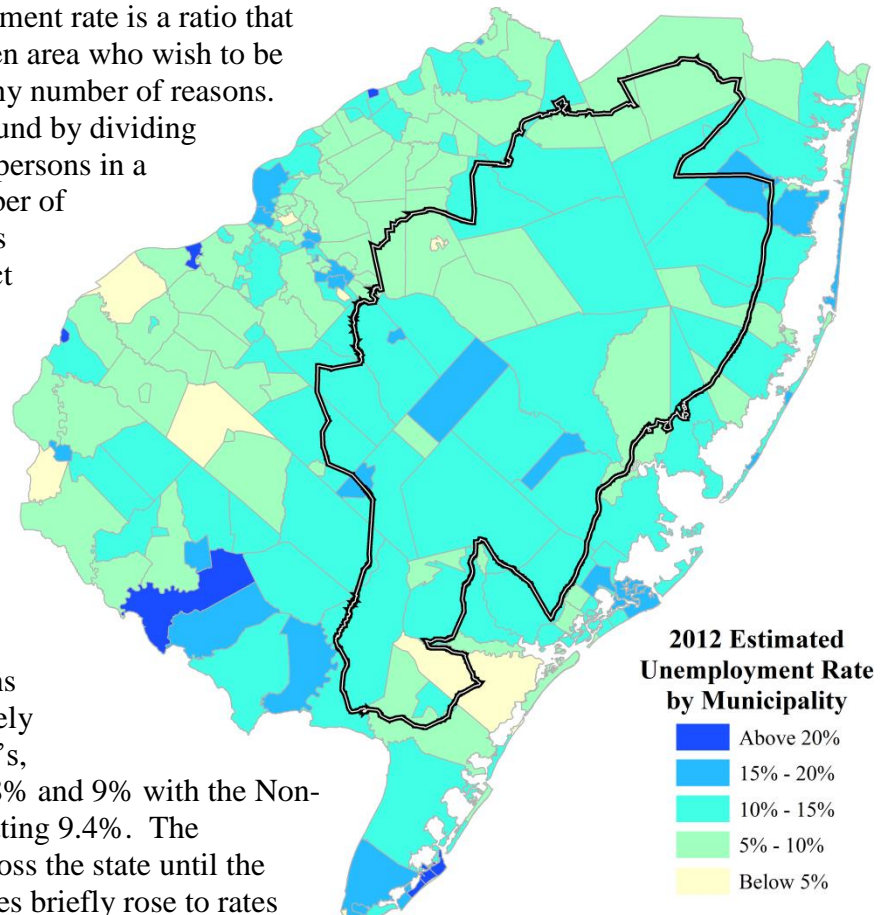 ment rate is a ratio that
en area who wish to be
ny number of reasons.
und by dividing
persons in a
ber of
s
ct
ns
ely
's,
8% and 9% with the Non-
ting 9.4%. The
oss the state until the
es briefly rose to rates
2012 Estimated
Unemployment Rate
by Municipality
Above 20%
15% - 20%
10% - 15%
5% - 10%
Below 5%